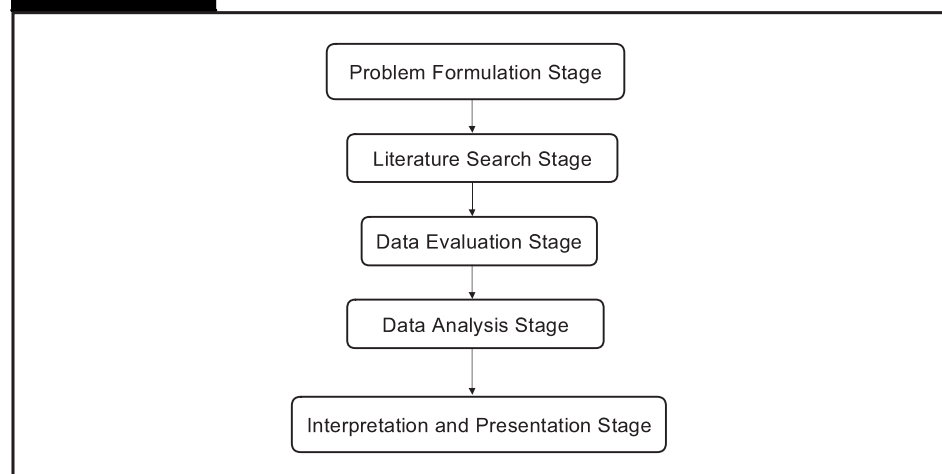 Problem Formulation Stage
Literature Search Stage
Data Evaluation Stage
Data Analysis Stage
Interpretation and Presentation Stage